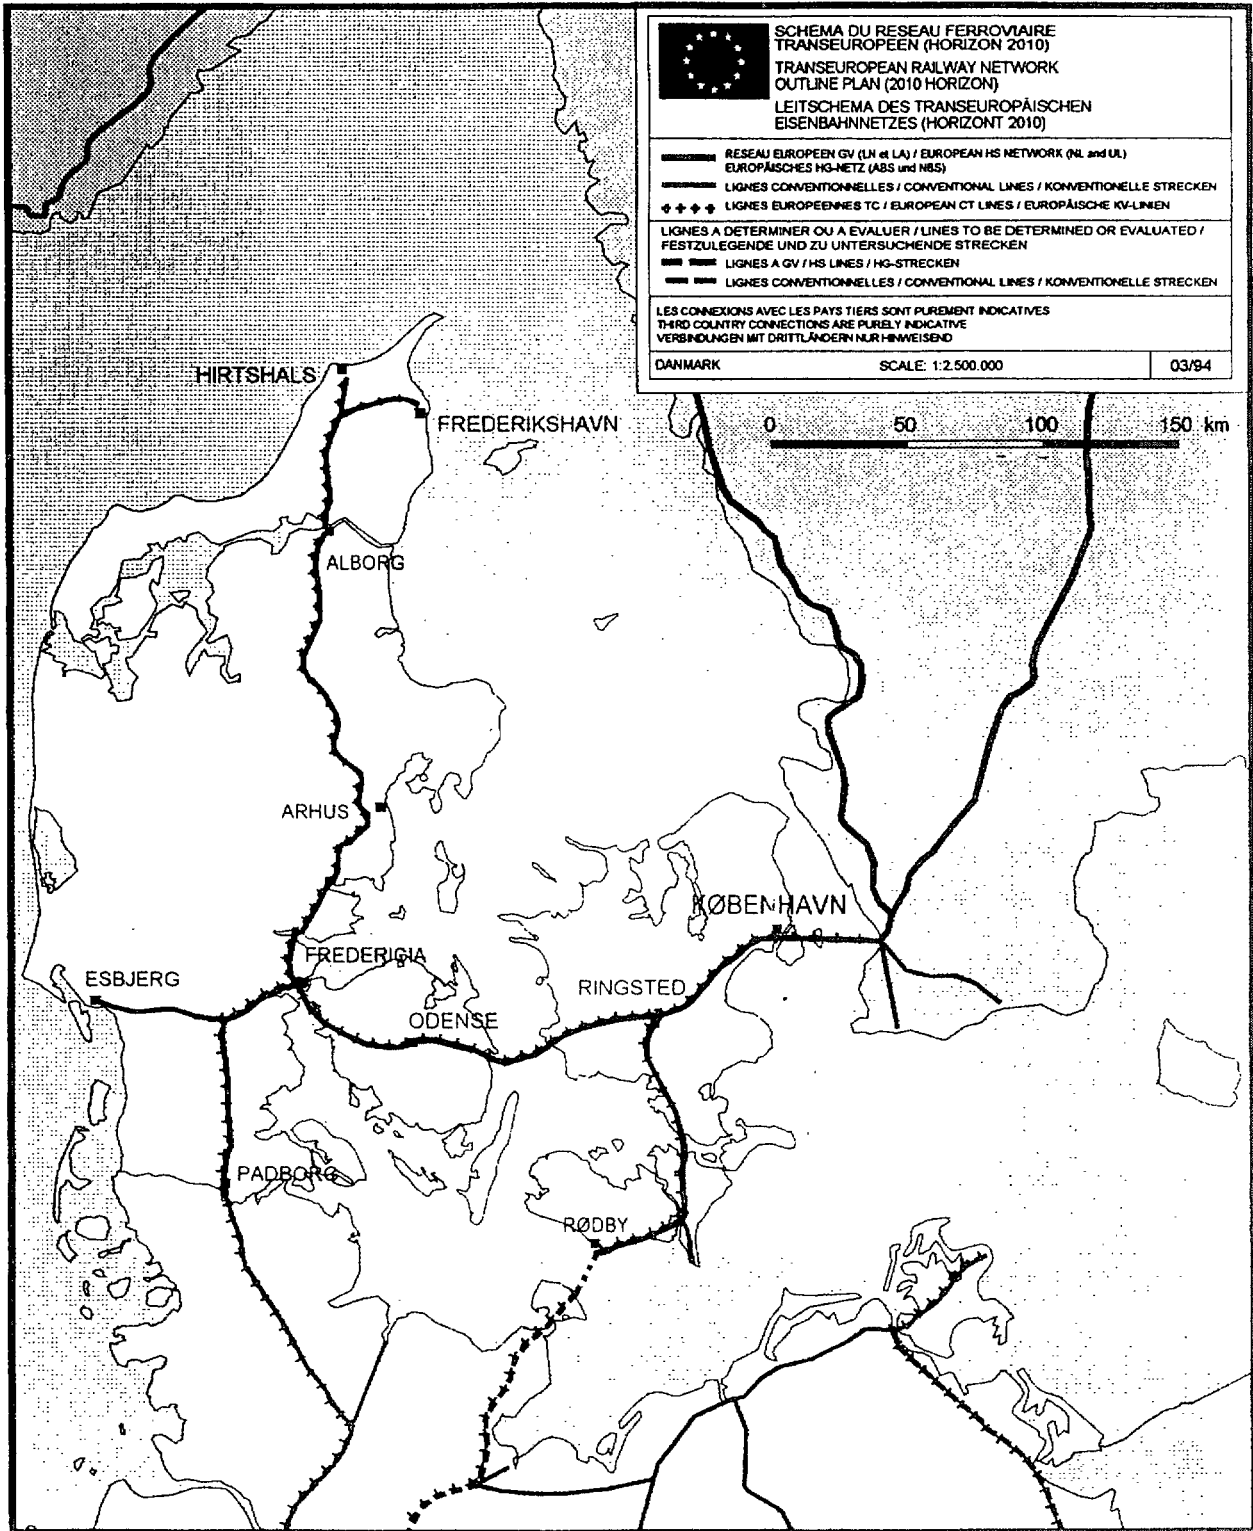 SCHEMA DU RESEAU FERROVIAIRE
TRANSEUROPEEN (HORIZON 2010)
TRANSEUROPEAN RAILWAY NETWORK
OUTLINE PLAN (2010 HORIZON)
LEITSCHEMA DES TRANSEUROPÄISCHEN
EISENBAHNNETZES (HORIZONT 2010)
RESEAU EUROPEEN GV (LN et LA) / EUROPEAN HS NETWORK (NL and UL)
EUROPÄISCHES HG-NETZ (ABS und NBS)
LIGNES CONVENTIONNELLES / CONVENTIONAL LINES / KONVENTIONELLE STRECKEN
LIGNES EUROPEENNES TC / EUROPEAN CT LINES / EUROPÄISCHE KV-LINIEN
LIGNES A DETERMINER OU A EVALUER / LINES TO BE DETERMINED OR EVALUATED /
FESTZULEGENDE UND ZU UNTERSUCHENDE STRECKEN
LIGNES A GV / HS LINES / HG-STRECKEN
LIGNES CONVENTIONNELLES / CONVENTIONAL LINES / KONVENTIONELLE STRECKEN
LES CONNEXIONS AVEC LES PAYS TIERS SONT PUREMENT INDICATIVES
THIRD COUNTRY CONNECTIONS ARE PURELY INDICATIVE
VERBINDUNGEN MIT DRITTLÄNDERN NUR HINWEISEND
DANMARK SCALE: 1:2.500.000 03/94
0 50 100 150 km
HIRTSHALS
FREDERIKSHAVN
ALBORG
ARHUS
KØBENHAVN
FREDERICIA
ESBJERG
RINGSTED
ODENSE
PADBORG
RØDBY